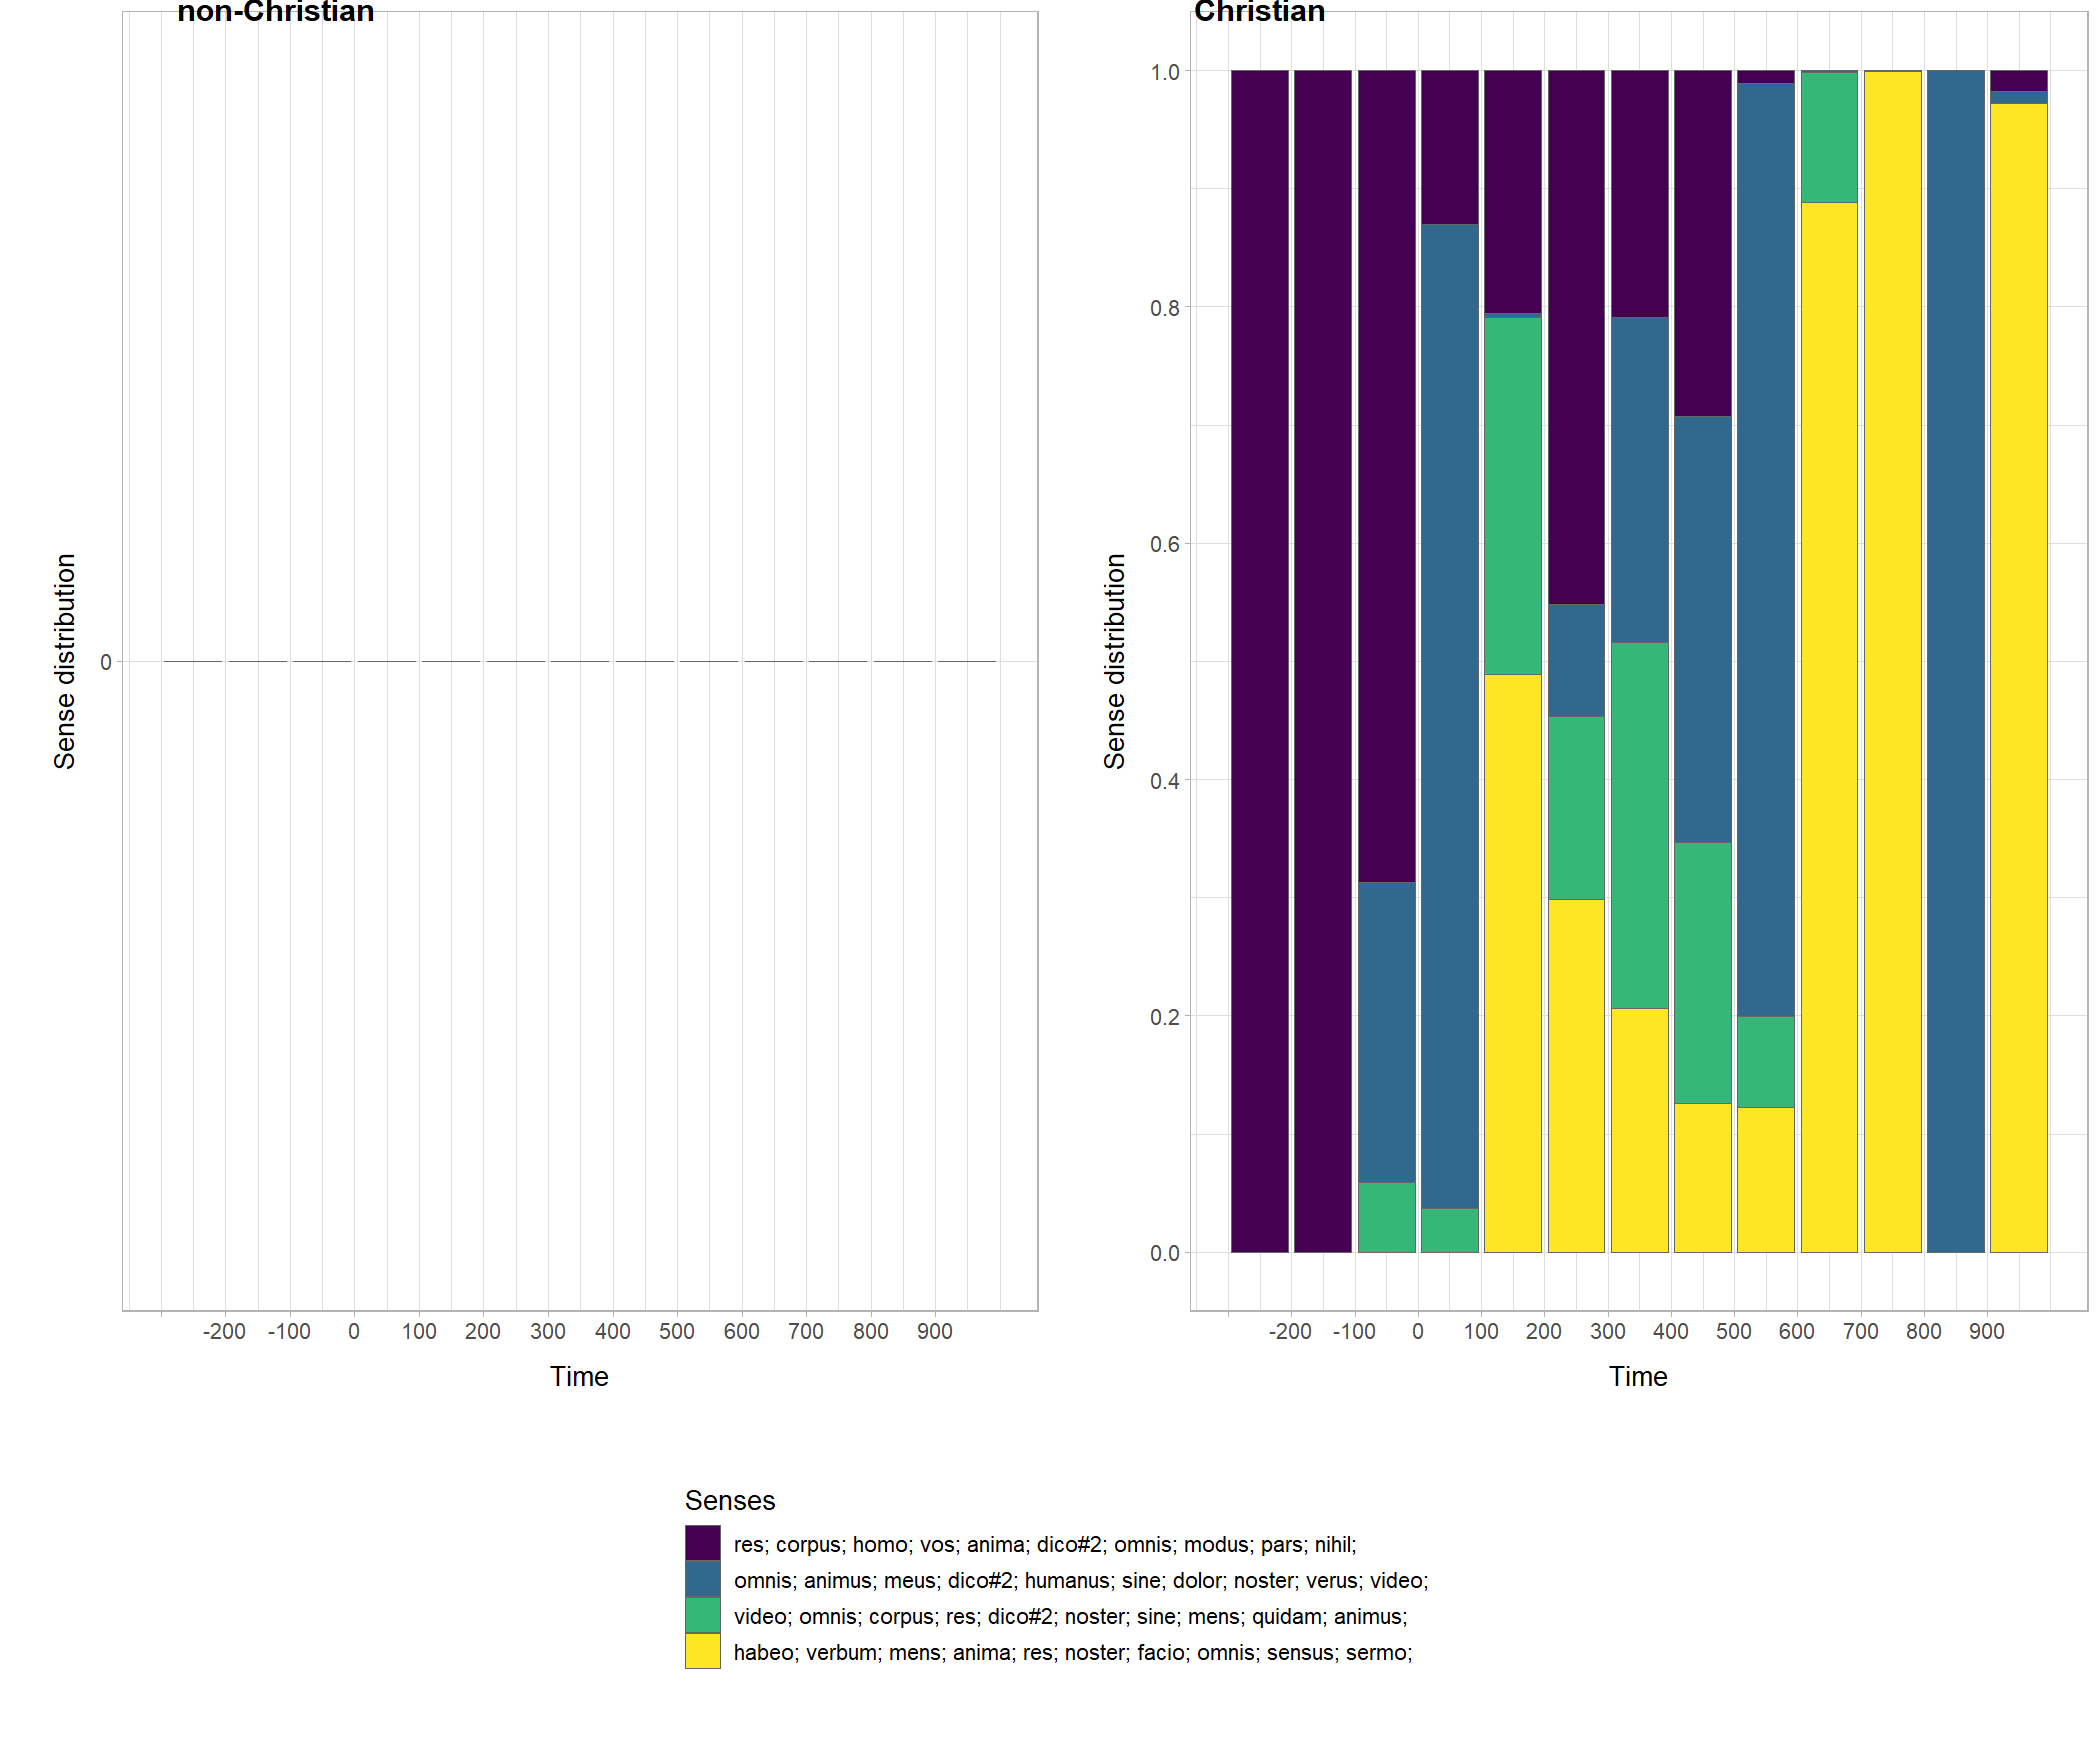 non-Christian
Christian
Sense distribution
0
-200 -100 0 100 200 300 400 500 600 700 800 900
Time
Sense distribution
1.0
0.8
0.6
0.4
0.2
0.0
-200 -100 0 100 200 300 400 500 600 700 800 900
Time
Senses
res; corpus; homo; vos; anima; dico#2; omnis; modus; pars; nihil;
omnis; animus; meus; dico#2; humanus; sine; dolor; noster; verus; video;
video; omnis; corpus; res; dico#2; noster; sine; mens; quidam; animus;
habeo; verbum; mens; anima; res; noster; facio; omnis; sensus; sermo;